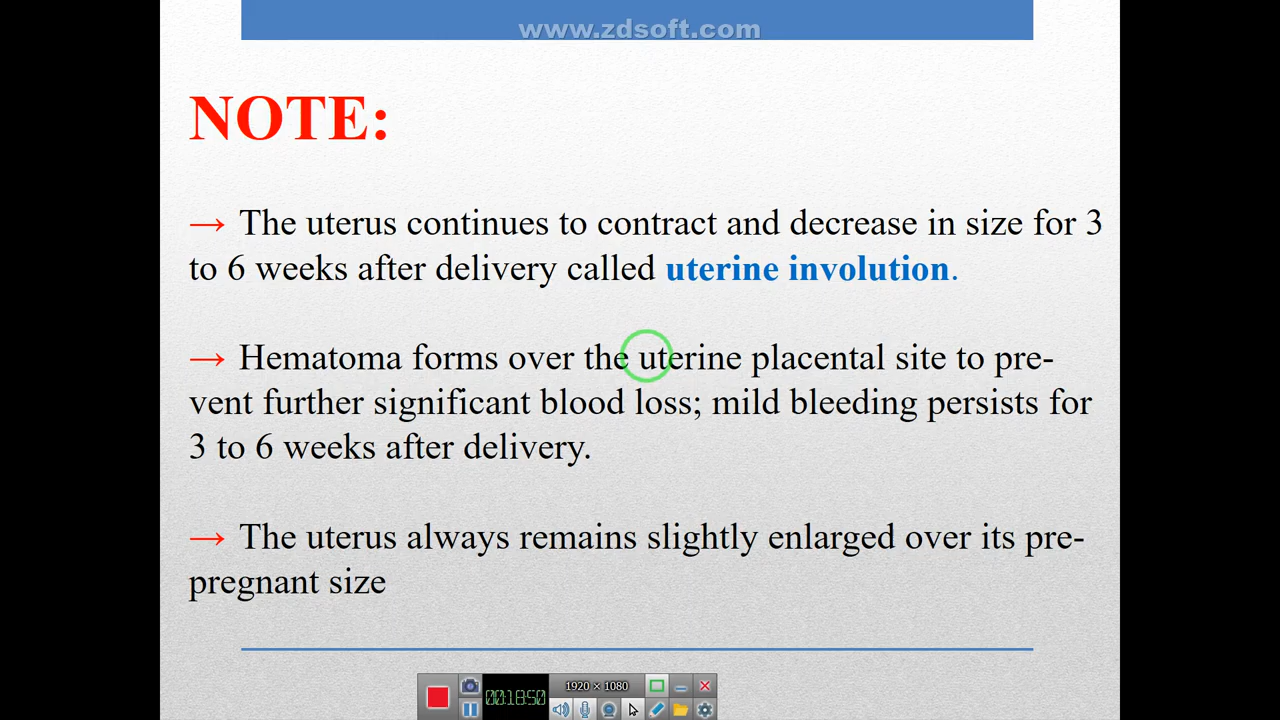 www.zdsoft.com
NOTE:
→ The uterus continues to contract and decrease in size for 3
to 6 weeks after delivery called uterine involution.
→ Hematoma forms over the uterine placental site to pre-
vent further significant blood loss; mild bleeding persists for
3 to 6 weeks after delivery.
→ The uterus always remains slightly enlarged over its pre-
pregnant size
1920 × 1080
00:18:50